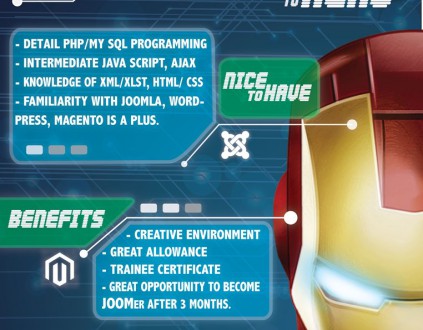 TO HAVE
- DETAIL PHP/MY SQL PROGRAMMING
- INTERMEDIATE JAVA SCRIPT, AJAX
- KNOWLEDGE OF XML/XLST, HTML/ CSS
- FAMILIARITY WITH JOOMLA, WORD-
PRESS, MAGENTO IS A PLUS.
NICE
TO HAVE
BENEFITS
- CREATIVE ENVIRONMENT
- GREAT ALLOWANCE
- TRAINEE CERTIFICATE
- GREAT OPPORTUNITY TO BECOME
JOOMER AFTER 3 MONTHS.